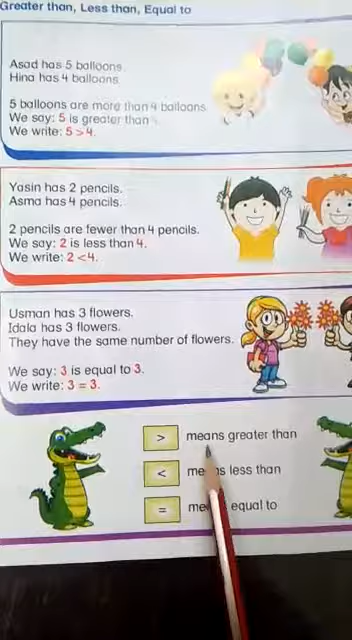 Greater than, Less than, Equal to
Asad has 5 balloons.
Hina has 4 balloons.
5 balloons are more than 4 balloons
We say: 5 is greater than
We write: 5 > 4.
Yasin has 2 pencils.
Asma has 4 pencils.
2 pencils are fewer than 4 pencils.
We say: 2 is less than 4.
We write: 2 < 4.
Usman has 3 flowers.
Idala has 3 flowers.
They have the same number of flowers.
We say: 3 is equal to 3.
We write: 3 = 3.
> means greater than
< less than
= equal to